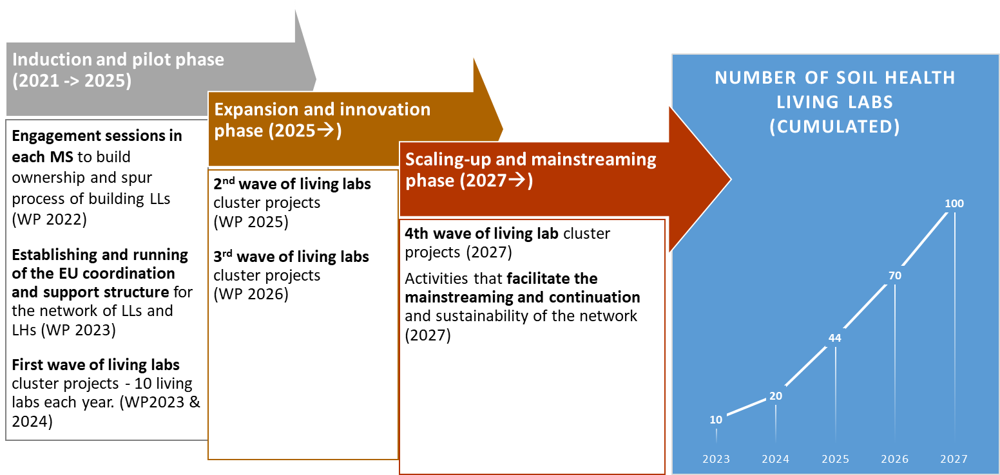 Induction and pilot phase
(2021 -> 2025)
Engagement sessions in
each MS to build
ownership and spur
process of building LLs
(WP 2022)
Establishing and running
of the EU coordination
and support structure for
the network of LLs and
LHs (WP 2023)
First wave of living labs
cluster projects - 10 living
labs each year. (WP2023 &
2024)
Expansion and innovation
phase (2025→)
2nd wave of living labs
cluster projects
(WP 2025)
3rd wave of living labs
cluster projects
(WP 2026)
Scaling-up and mainstreaming
phase (2027→)
4th wave of living lab cluster
projects (2027)
Activities that facilitate the
mainstreaming and continuation
and sustainability of the network
(2027)
NUMBER OF SOIL HEALTH
LIVING LABS
(CUMULATED)
100
70
44
20
10
2023 2024 2025 2026 2027